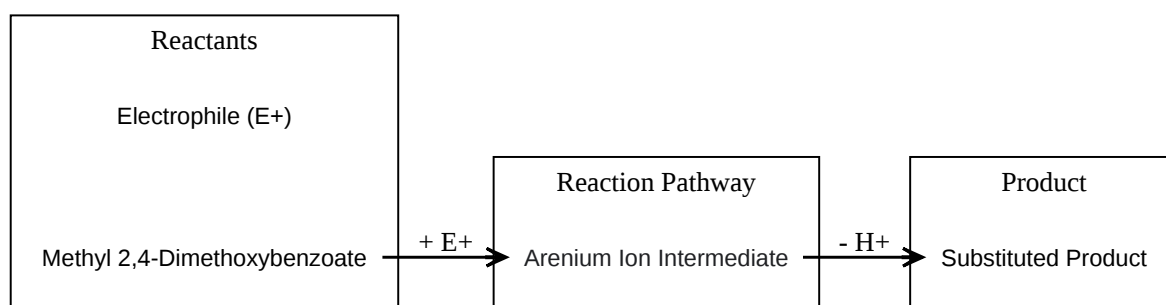 Reactants
Electrophile (E+)
Methyl 2,4-Dimethoxybenzoate
+ E+
Reaction Pathway
Arenium Ion Intermediate
- H+
Product
Substituted Product